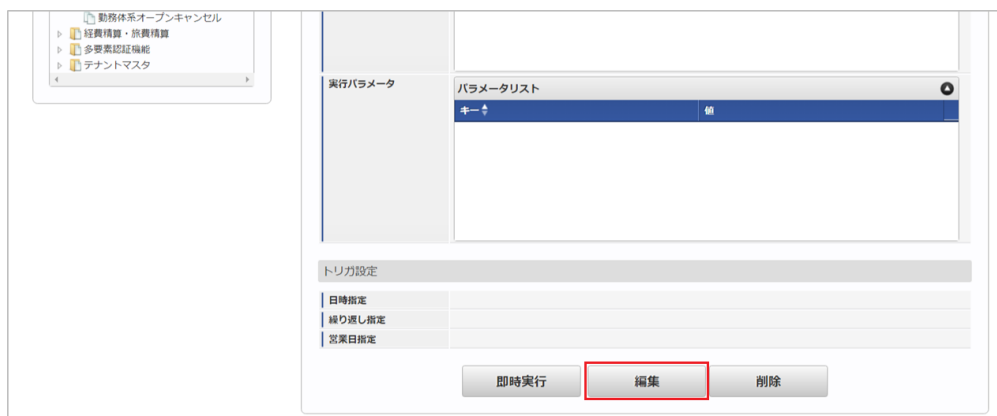 勤務体系オープンキャンセル
経費精算・旅費精算
多要素認証機能
テナントマスタ
実行パラメータ
パラメータリスト
キー 値
トリガ設定
日時指定
繰り返し指定
営業日指定
即時実行 編集 削除